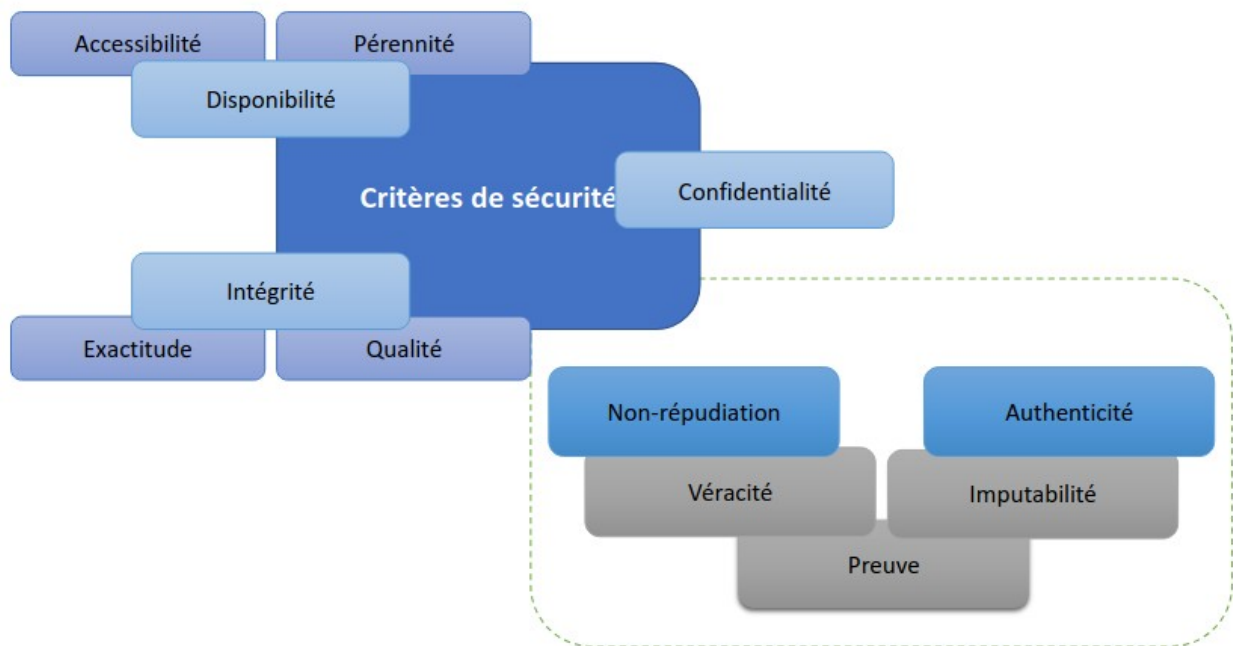 Accessibilité
Pérennité
Disponibilité
Critères de sécurité
Confidentialité
Intégrité
Exactitude
Qualité
Non-répudiation
Authenticité
Véracité
Imputabilité
Preuve